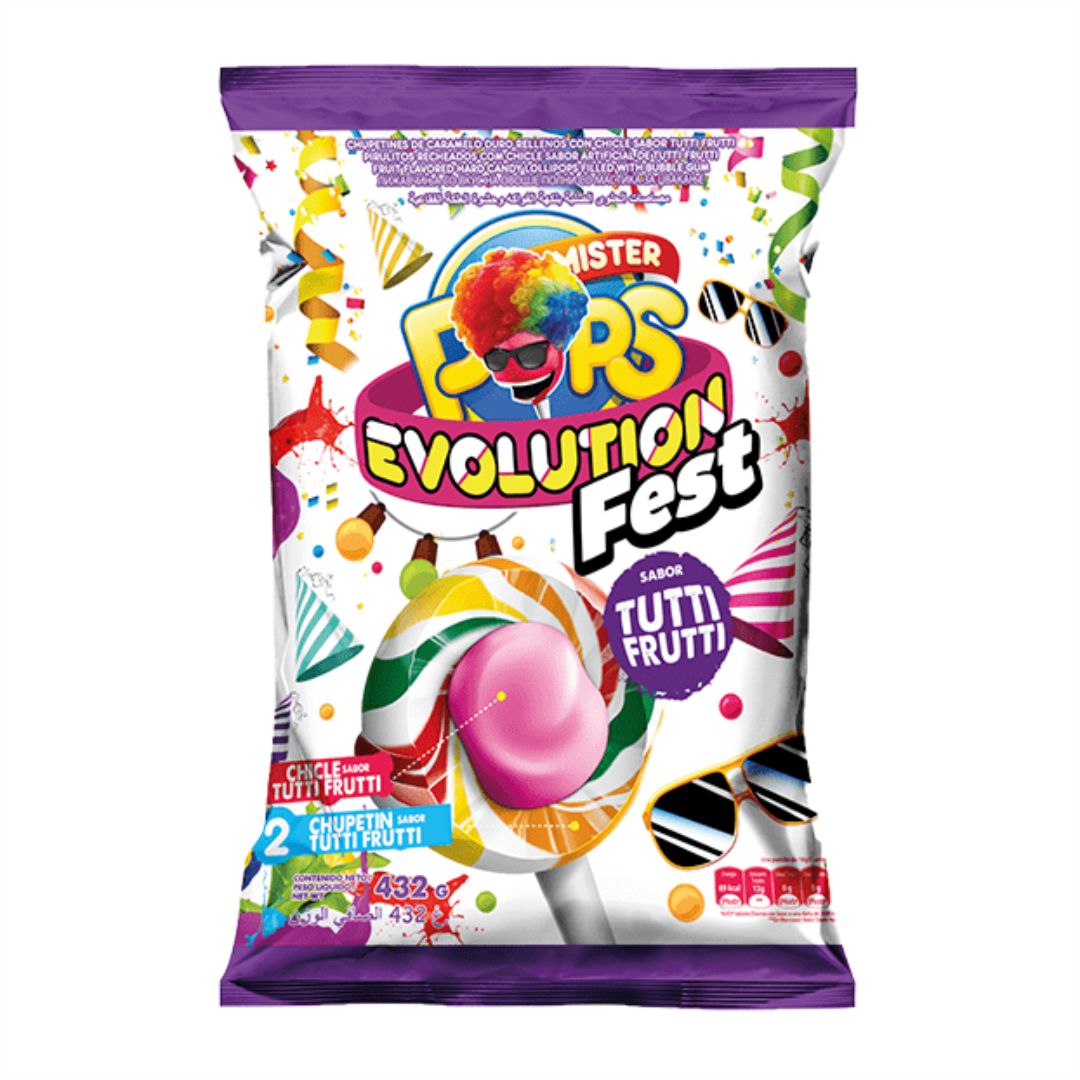 CHUPETINES DE CARAMELO DURO RELLENOS CON CHICLE SABOR TUTTI FRUTTI
PIRULITOS RECHEADOS COM CHICLE SABOR ARTIFICIAL DE TUTTI FRUTTI
FRUIT FLAVORED HARD CANDY LOLLIPOPS FILLED WITH BUBBLE GUM
MISTER
POPS
EVOLUTION
Fest
SABOR
TUTTI
FRUTTI
CHICLE SABOR
TUTTI FRUTTI
2 CHUPETIN SABOR
TUTTI FRUTTI
CONTENIDO NETO:
PESO LIQUIDO:
NET WT
432 G
432 غ الصافي الوزن